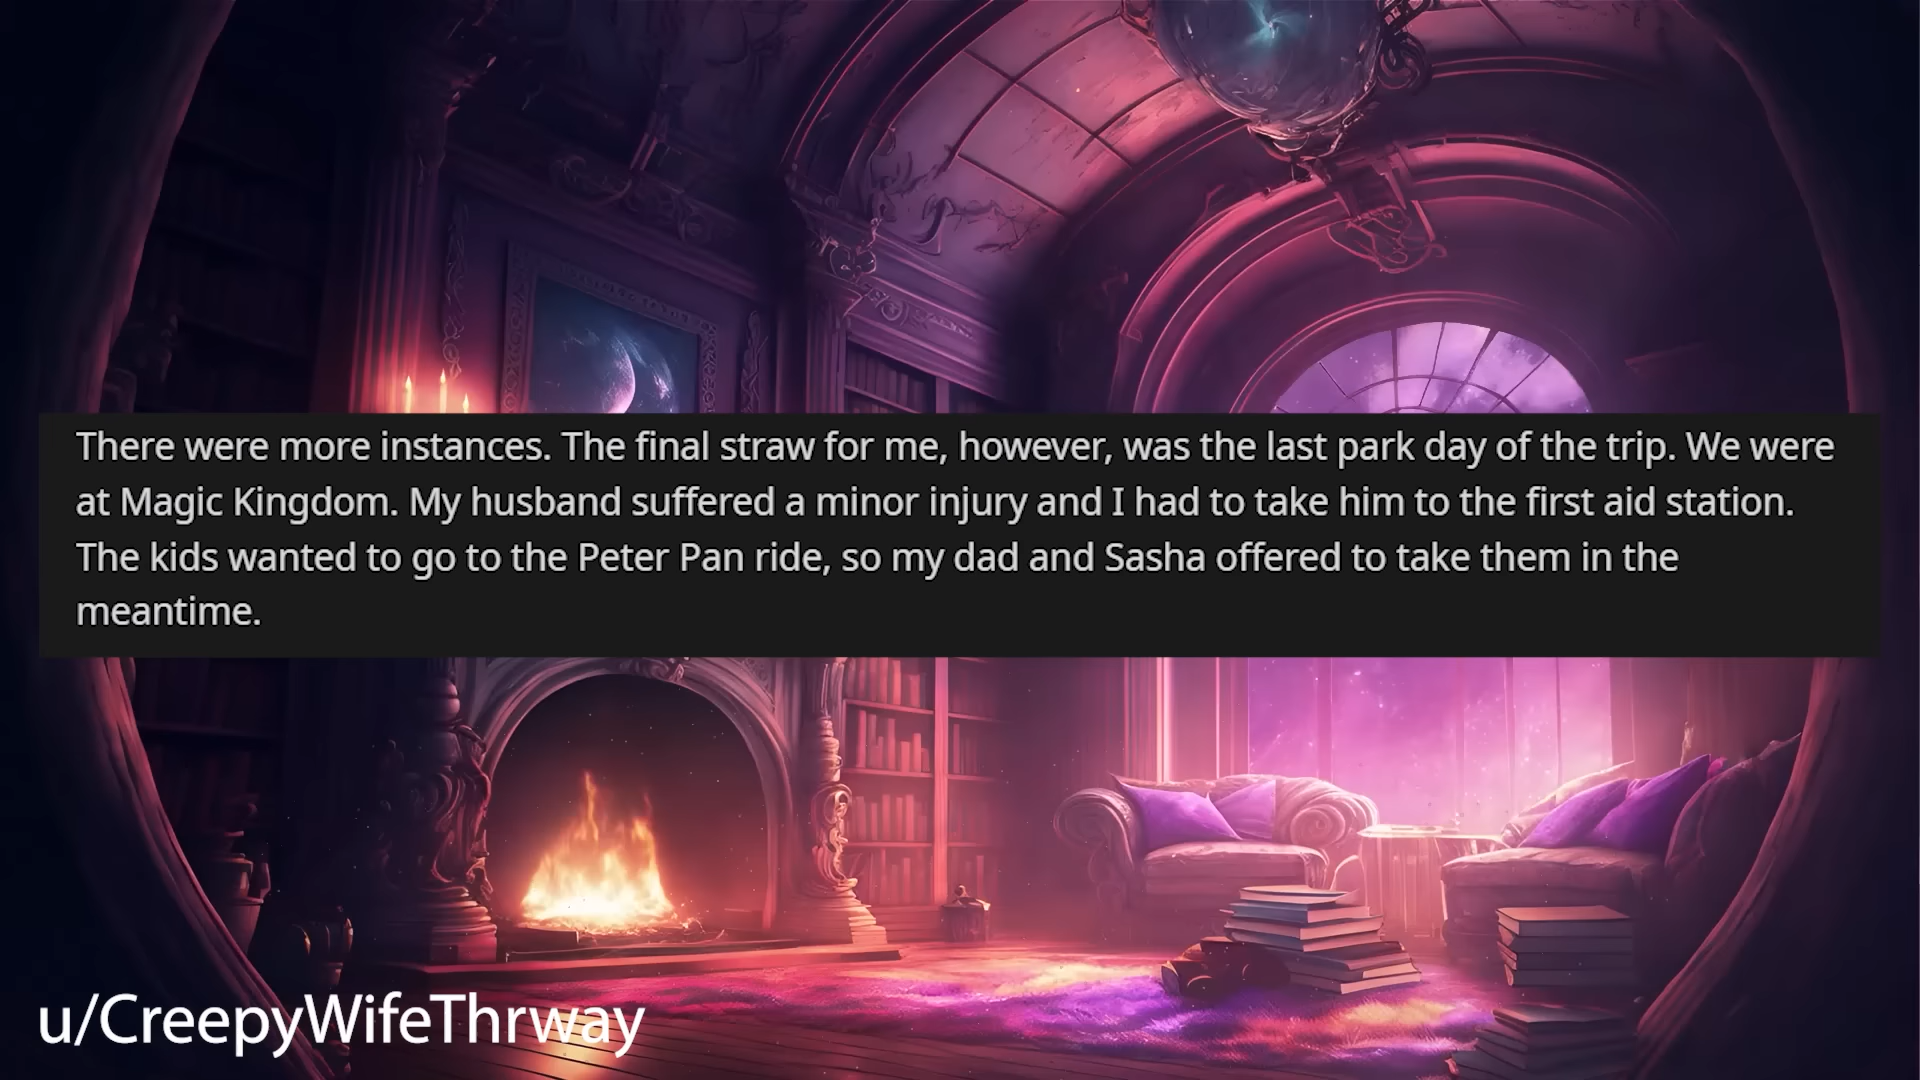 There were more instances. The final straw for me, however, was the last park day of the trip. We were
at Magic Kingdom. My husband suffered a minor injury and I had to take him to the first aid station.
The kids wanted to go to the Peter Pan ride, so my dad and Sasha offered to take them in the
meantime.
u/CreepyWifeThrway